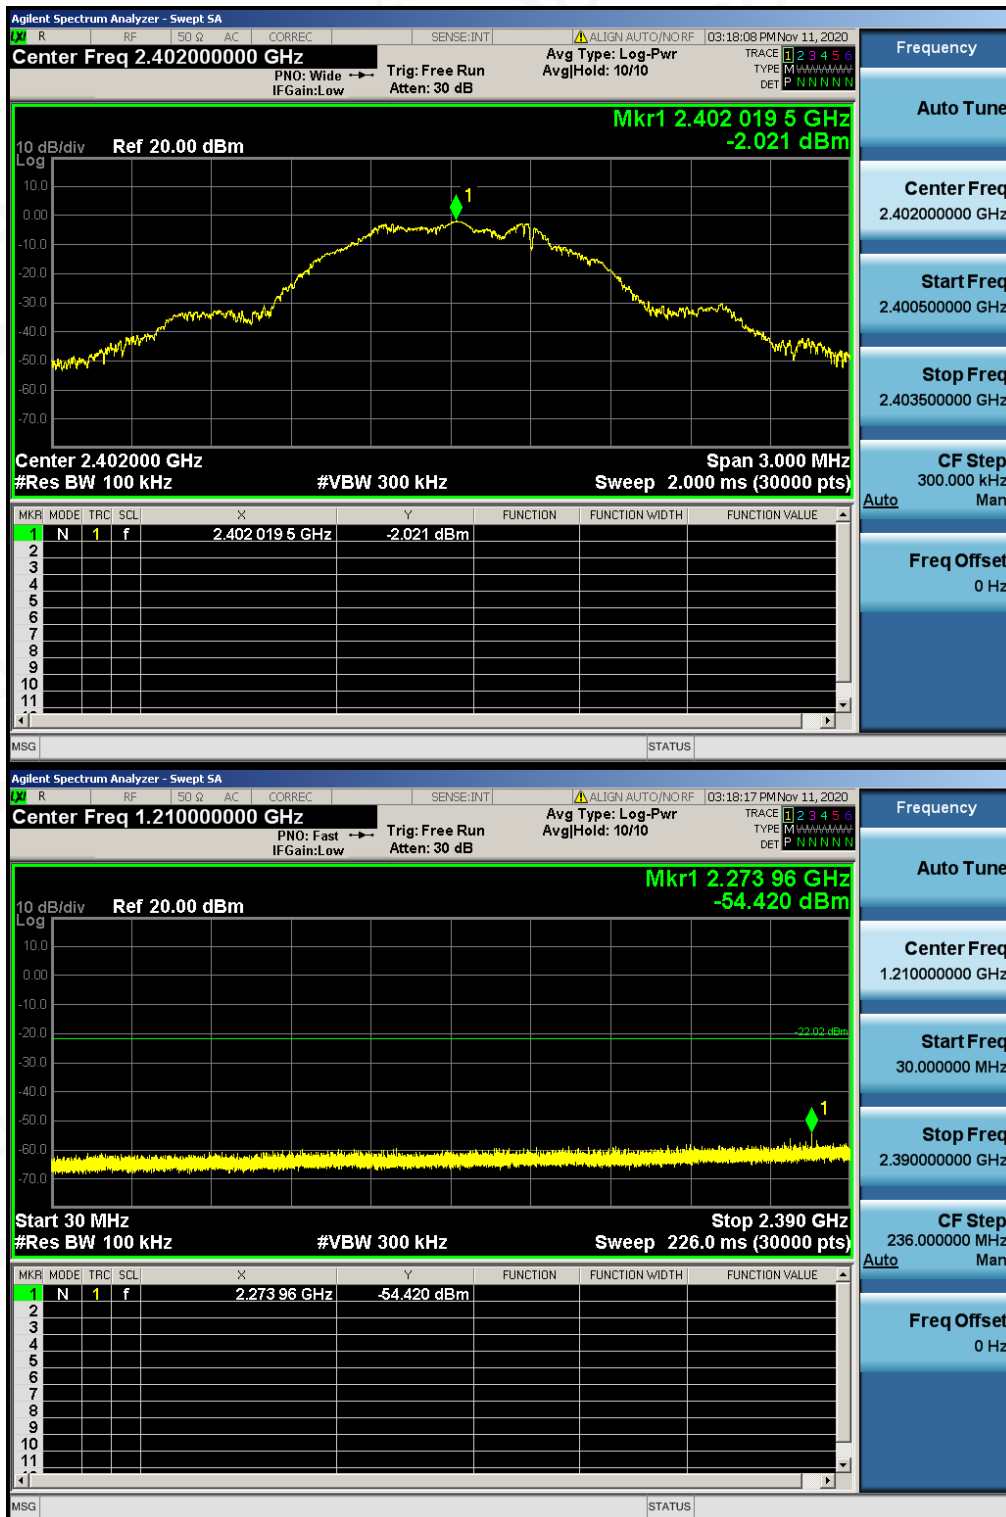 Agilent Spectrum Analyzer - Swept SA
LXI R RF 50 Ω AC CORREC SENSE:INT ALIGN AUTO/NO RF 03:18:08 PM Nov 11, 2020
Center Freq 2.402000000 GHz
PNO: Wide
IFGain:Low
Trig: Free Run
Atten: 30 dB
Avg Type: Log-Pwr
Avg|Hold: 10/10
TRACE 1 2 3 4 5 6
TYPE M WWWWW
DET P N N N N N
Mkr1 2.402 019 5 GHz
-2.021 dBm
10 dB/div Ref 20.00 dBm
Log
10.0
0.00
-10.0
-20.0
-30.0
-40.0
-50.0
-60.0
-70.0
1
Center 2.402000 GHz Span 3.000 MHz
#Res BW 100 kHz #VBW 300 kHz Sweep 2.000 ms (30000 pts)
MKR MODE TRC SCL X Y FUNCTION FUNCTION WIDTH FUNCTION VALUE
1 N 1 f 2.402 019 5 GHz -2.021 dBm
2
3
4
5
6
7
8
9
10
11
MSG STATUS
Frequency
Auto Tune
Center Freq
2.402000000 GHz
Start Freq
2.400500000 GHz
Stop Freq
2.403500000 GHz
CF Step
300.000 kHz
Auto Man
Freq Offset
0 Hz
Agilent Spectrum Analyzer - Swept SA
LXI R RF 50 Ω AC CORREC SENSE:INT ALIGN AUTO/NO RF 03:18:17 PM Nov 11, 2020
Center Freq 1.210000000 GHz
PNO: Fast
IFGain:Low
Trig: Free Run
Atten: 30 dB
Avg Type: Log-Pwr
Avg|Hold: 10/10
TRACE 1 2 3 4 5 6
TYPE M WWWWW
DET P N N N N N
Mkr1 2.273 96 GHz
-54.420 dBm
10 dB/div Ref 20.00 dBm
Log
10.0
0.00
-10.0
-20.0
-30.0
-40.0
-50.0
-60.0
-70.0
-22.02 dBm
1
Start 30 MHz Stop 2.390 GHz
#Res BW 100 kHz #VBW 300 kHz Sweep 226.0 ms (30000 pts)
MKR MODE TRC SCL X Y FUNCTION FUNCTION WIDTH FUNCTION VALUE
1 N 1 f 2.273 96 GHz -54.420 dBm
2
3
4
5
6
7
8
9
10
11
MSG STATUS
Frequency
Auto Tune
Center Freq
1.210000000 GHz
Start Freq
30.000000 MHz
Stop Freq
2.390000000 GHz
CF Step
236.000000 MHz
Auto Man
Freq Offset
0 Hz